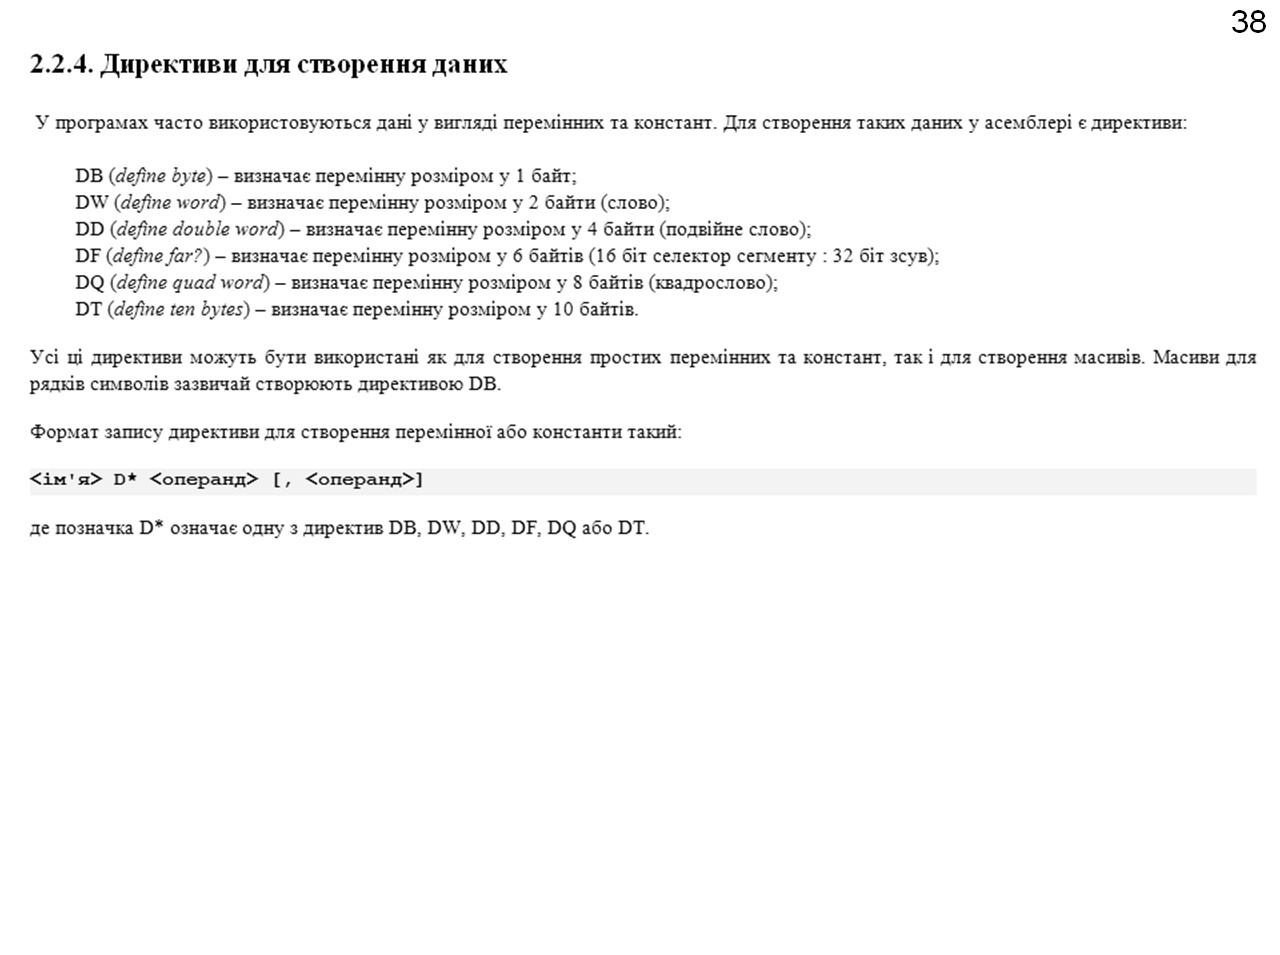 38
2.2.4. Директиви для створення даних
У програмах часто використовуються дані у вигляді перемінних та констант. Для створення таких даних у асемблері є директиви:
DB (define byte) – визначає перемінну розміром у 1 байт;
DW (define word) – визначає перемінну розміром у 2 байти (слово);
DD (define double word) – визначає перемінну розміром у 4 байти (подвійне слово);
DF (define far?) – визначає перемінну розміром у 6 байтів (16 біт селектор сегменту : 32 біт зсув);
DQ (define quad word) – визначає перемінну розміром у 8 байтів (квадрослово);
DT (define ten bytes) – визначає перемінну розміром у 10 байтів.
Усі ці директиви можуть бути використані як для створення простих перемінних та констант, так і для створення масивів. Масиви для
рядків символів зазвичай створюють директивою DB.
Формат запису директиви для створення перемінної або константи такий:
<ім'я> D* <операнд> [, <операнд>]
де позначка D* означає одну з директив DB, DW, DD, DF, DQ або DT.